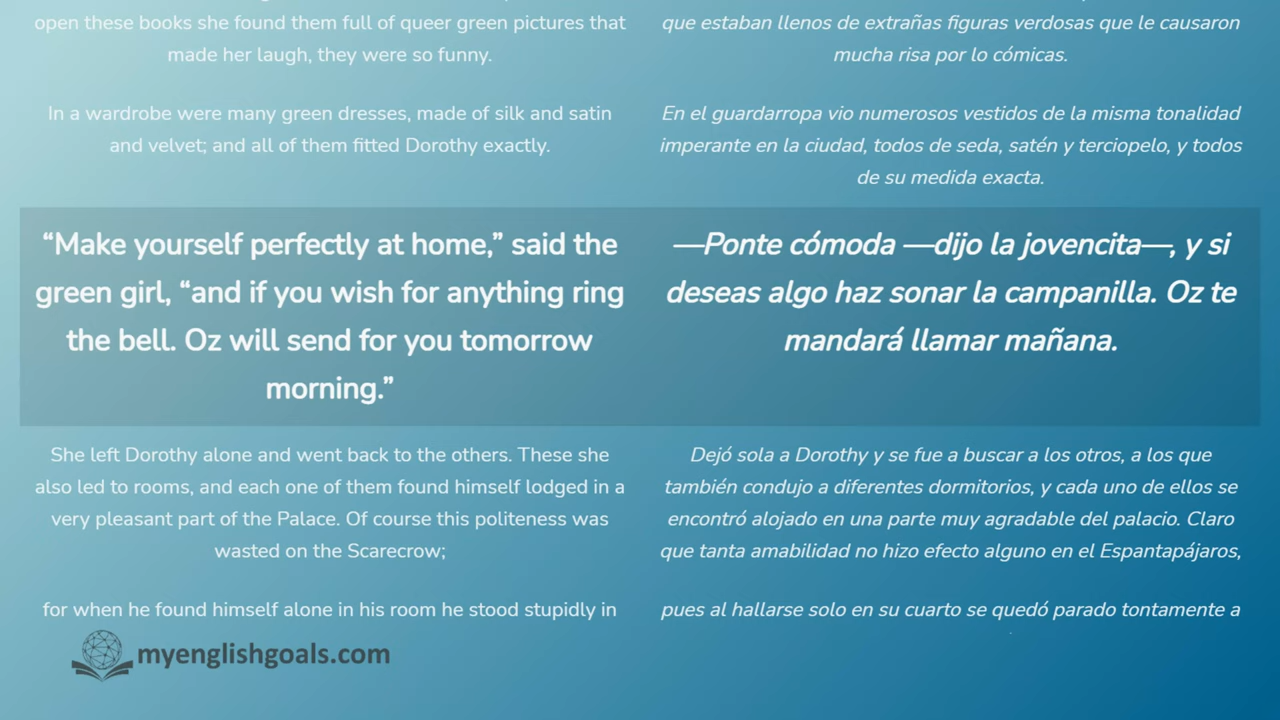 open these books she found them full of queer green pictures that
made her laugh, they were so funny.
In a wardrobe were many green dresses, made of silk and satin
and velvet; and all of them fitted Dorothy exactly.
“Make yourself perfectly at home,” said the
green girl, “and if you wish for anything ring
the bell. Oz will send for you tomorrow
morning.”
She left Dorothy alone and went back to the others. These she
also led to rooms, and each one of them found himself lodged in a
very pleasant part of the Palace. Of course this politeness was
wasted on the Scarecrow;
for when he found himself alone in his room he stood stupidly in
que estaban llenos de extrañas figuras verdosas que le causaron
mucha risa por lo cómicas.
En el guardarropa vio numerosos vestidos de la misma tonalidad
imperante en la ciudad, todos de seda, satén y terciopelo, y todos
de su medida exacta.
—Ponte cómoda —dijo la jovencita—, y si
deseas algo haz sonar la campanilla. Oz te
mandará llamar mañana.
Dejó sola a Dorothy y se fue a buscar a los otros, a los que
también condujo a diferentes dormitorios, y cada uno de ellos se
encontró alojado en una parte muy agradable del palacio. Claro
que tanta amabilidad no hizo efecto alguno en el Espantapájaros,
pues al hallarse solo en su cuarto se quedó parado tontamente a
myenglishgoals.com